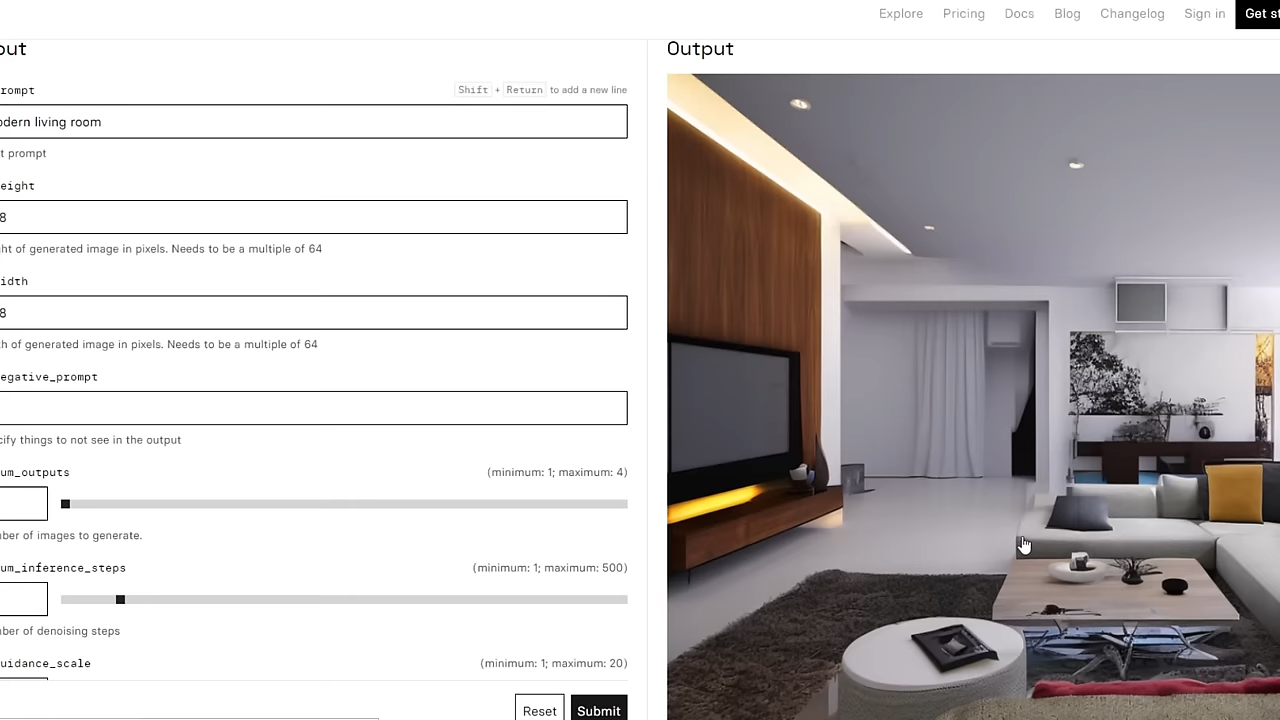 Explore Pricing Docs Blog Changelog Sign in Get st
out
Output
rompt
Shift + Return to add a new line
odern living room
t prompt
eight
8
ht of generated image in pixels. Needs to be a multiple of 64
idth
8
h of generated image in pixels. Needs to be a multiple of 64
egative_prompt
cify things to not see in the output
um_outputs
(minimum: 1; maximum: 4)
ber of images to generate.
um_inference_steps
(minimum: 1; maximum: 500)
ber of denoising steps
uidance_scale
(minimum: 1; maximum: 20)
Reset Submit